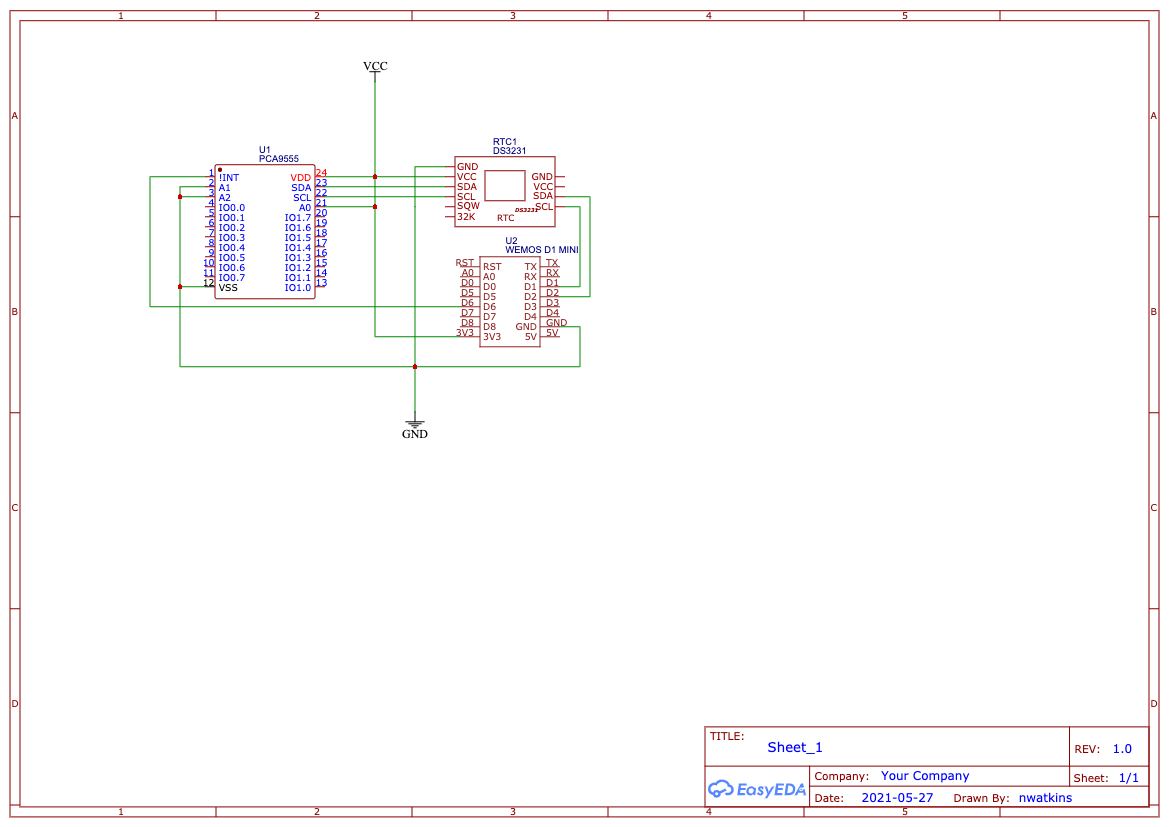 1 2 3 4 5
A A
B B
C C
D D
VCC
U1
PCA9555
1 !INT VDD 24
2 A1 SDA 23
3 A2 SCL 22
4 IO0.0 A0 21
5 IO0.1 IO1.7 20
6 IO0.2 IO1.6 19
7 IO0.3 IO1.5 18
8 IO0.4 IO1.4 17
9 IO0.5 IO1.3 16
10 IO0.6 IO1.2 15
11 IO0.7 IO1.1 14
12 VSS IO1.0 13
RTC1
DS3231
GND
VCC GND
SDA VCC
SCL SDA
SQW DS3231 SCL
32K RTC
U2
WEMOS D1 MINI
RST RST TX TX
A0 A0 RX RX
D0 D0 D1 D1
D5 D5 D2 D2
D6 D6 D3 D3
D7 D7 D4 D4
D8 D8 GND GND
3V3 3V3 5V 5V
GND
TITLE:
Sheet_1
REV: 1.0
EasyEDA
Company: Your Company
Sheet: 1/1
Date: 2021-05-27 Drawn By: nwatkins
1 2 3 4 5